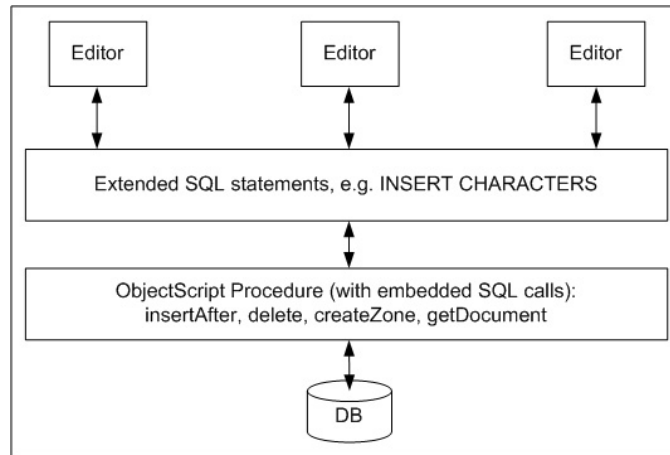 Editor
Editor
Editor
Extended SQL statements, e.g. INSERT CHARACTERS
ObjectScript Procedure (with embedded SQL calls):
insertAfter, delete, createZone, getDocument
DB